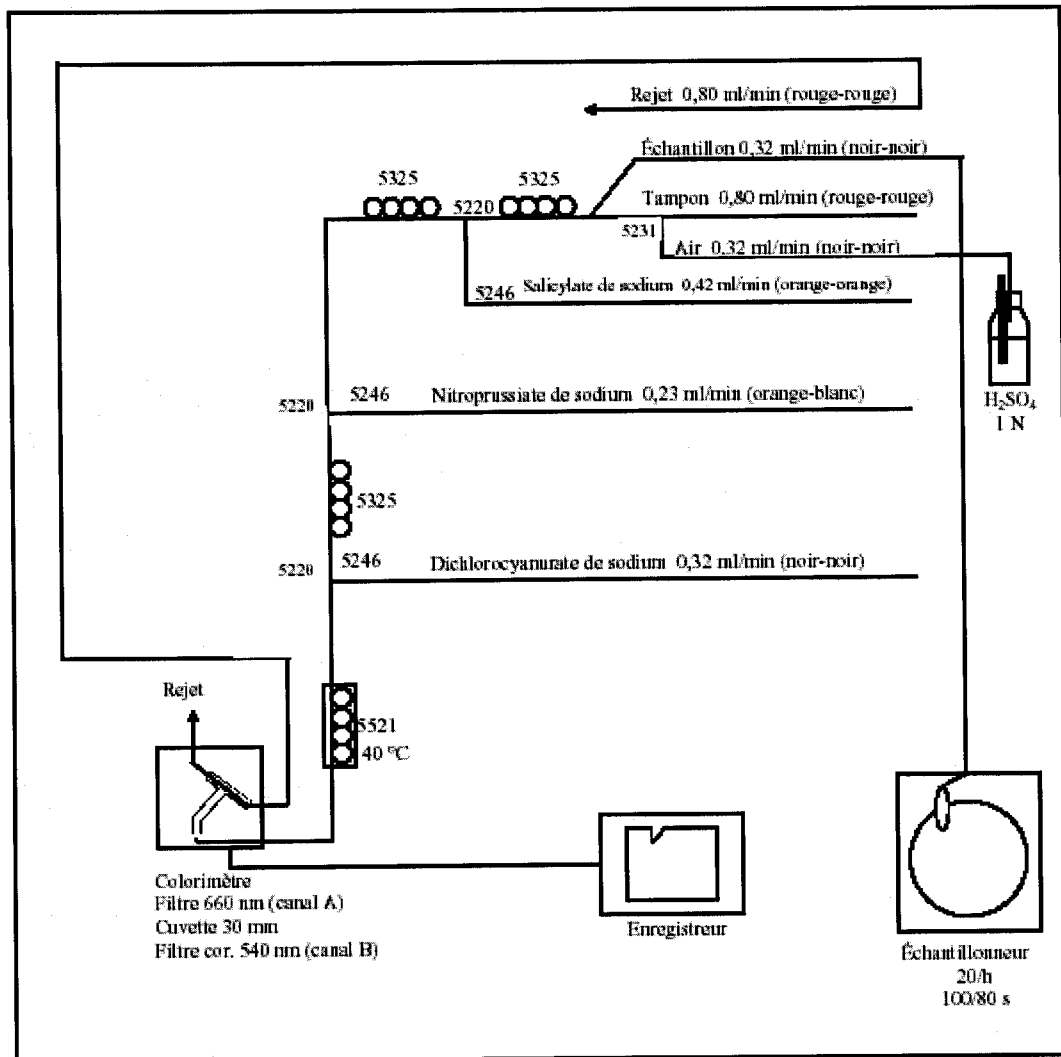 Rejet 0,80 ml/min (rouge-rouge)
Échantillon 0,32 ml/min (noir-noir)
5325
5325
5220
Tampon 0,80 ml/min (rouge-rouge)
5231
Air 0,32 ml/min (noir-noir)
5246
Salicylate de sodium 0,42 ml/min (orange-orange)
5220
5246
Nitroprussiate de sodium 0,23 ml/min (orange-blanc)
H₂SO₄
1 N
5325
5220
5246
Dichlorocyanurate de sodium 0,32 ml/min (noir-noir)
Rejet
5521
40 °C
Colorimètre
Filtre 660 nm (canal A)
Cuvette 30 mm
Filtre cor. 540 nm (canal B)
Enregistreur
Échantillonneur
20/h
100/80 s